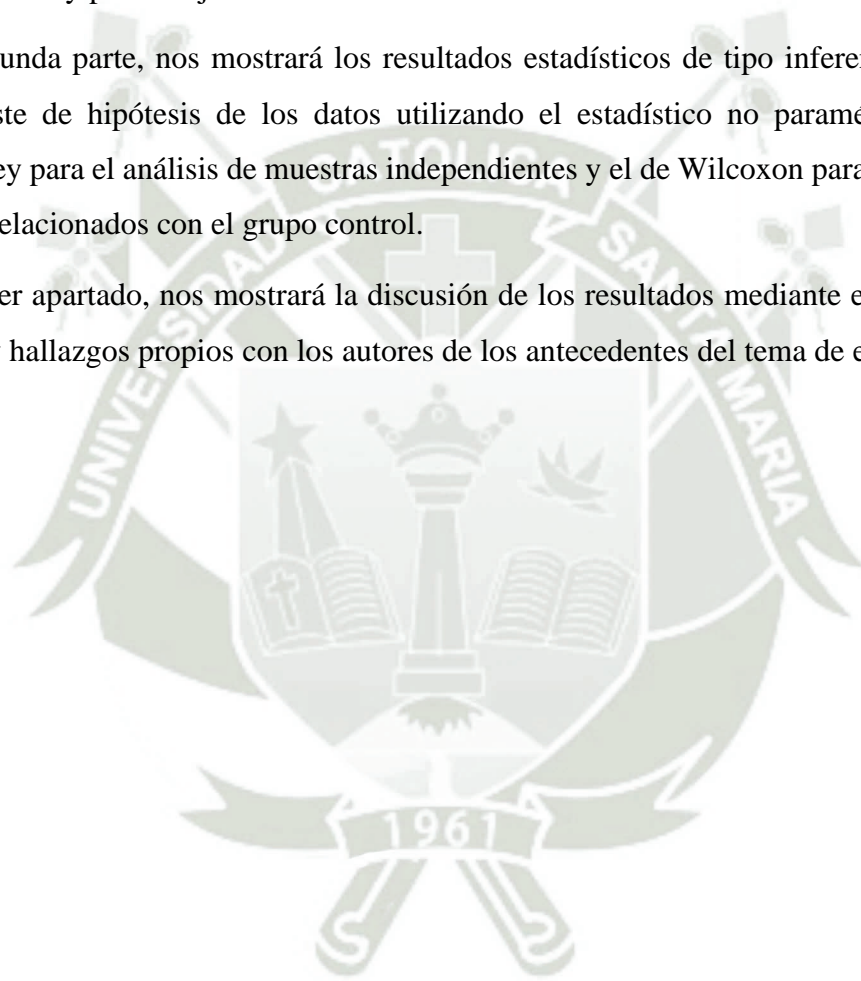 unda parte, nos mostrará los resultados estadísticos de tipo infere
ste de hipótesis de los datos utilizando el estadístico no paramé
ey para el análisis de muestras independientes y el de Wilcoxon para
elacionados con el grupo control.
er apartado, nos mostrará la discusión de los resultados mediante e
hallazgos propios con los autores de los antecedentes del tema de e
UNIVERSIDAD CATOLICA SANTA MARIA
1961